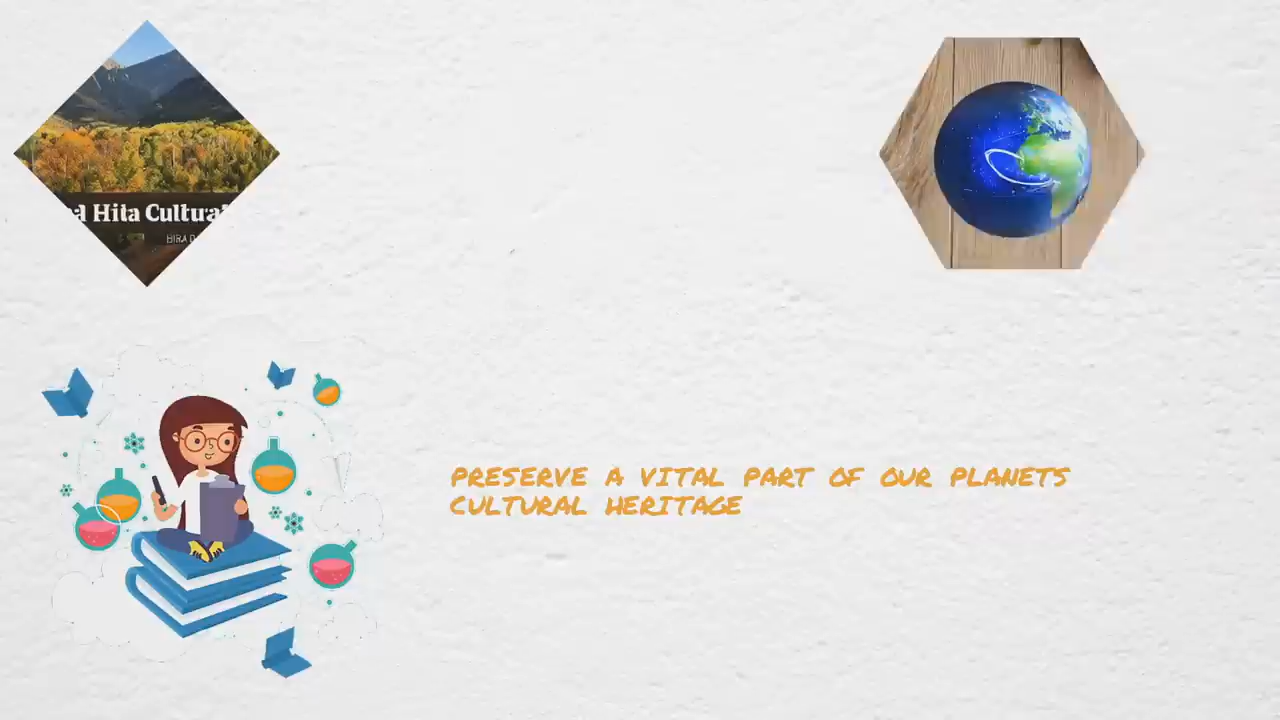 Hita Cultural
PRESERVE A VITAL PART OF OUR PLANETS
CULTURAL HERITAGE